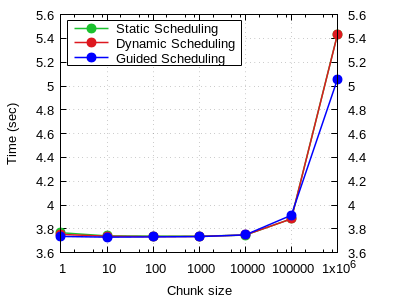 5.6 5.6
Static Scheduling
5.4 5.4
Dynamic Scheduling
5.2 5.2
Guided Scheduling
5 5
4.8 4.8
Time (sec)
4.6 4.6
4.4 4.4
4.2 4.2
4 4
3.8 3.8
3.6 3.6
1 10 100 1000 10000 100000 1x10⁶
Chunk size